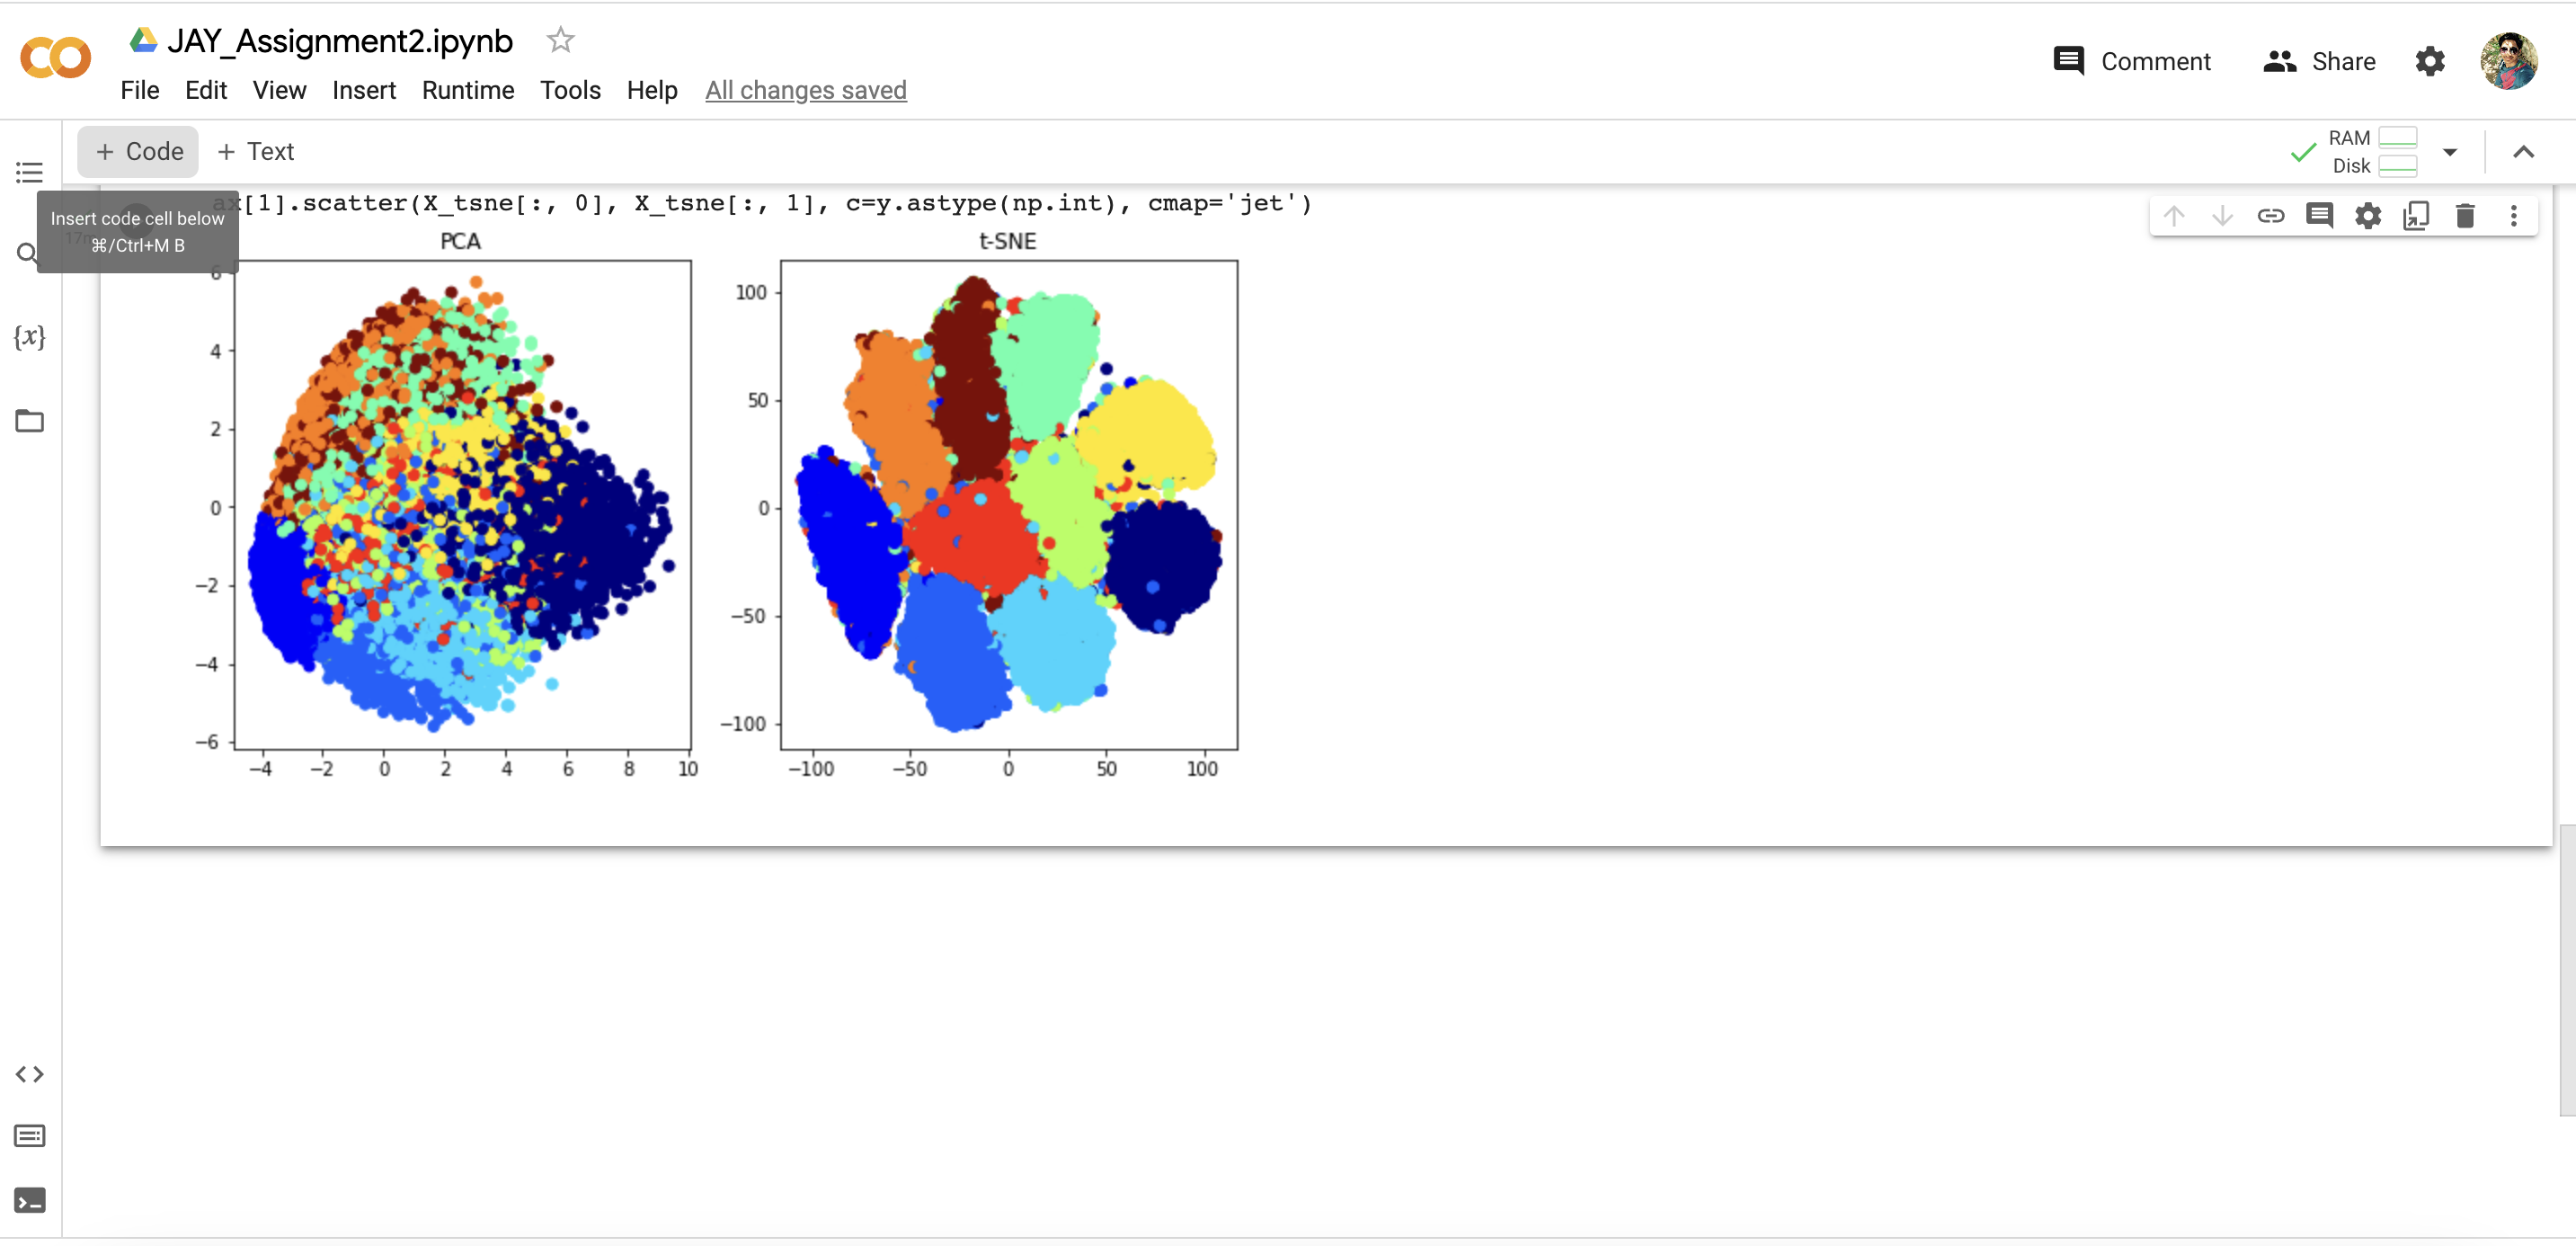 JAY_Assignment2.ipynb
File Edit View Insert Runtime Tools Help All changes saved
Comment Share
+ Code + Text
RAM
Disk
Insert code cell below
⌘/Ctrl+M B
ax[1].scatter(X_tsne[:, 0], X_tsne[:, 1], c=y.astype(np.int), cmap='jet')
{x}
PCA
6
4
2
0
−2
−4
−6
−4 −2 0 2 4 6 8 10
t-SNE
100
50
0
−50
−100
−100 −50 0 50 100